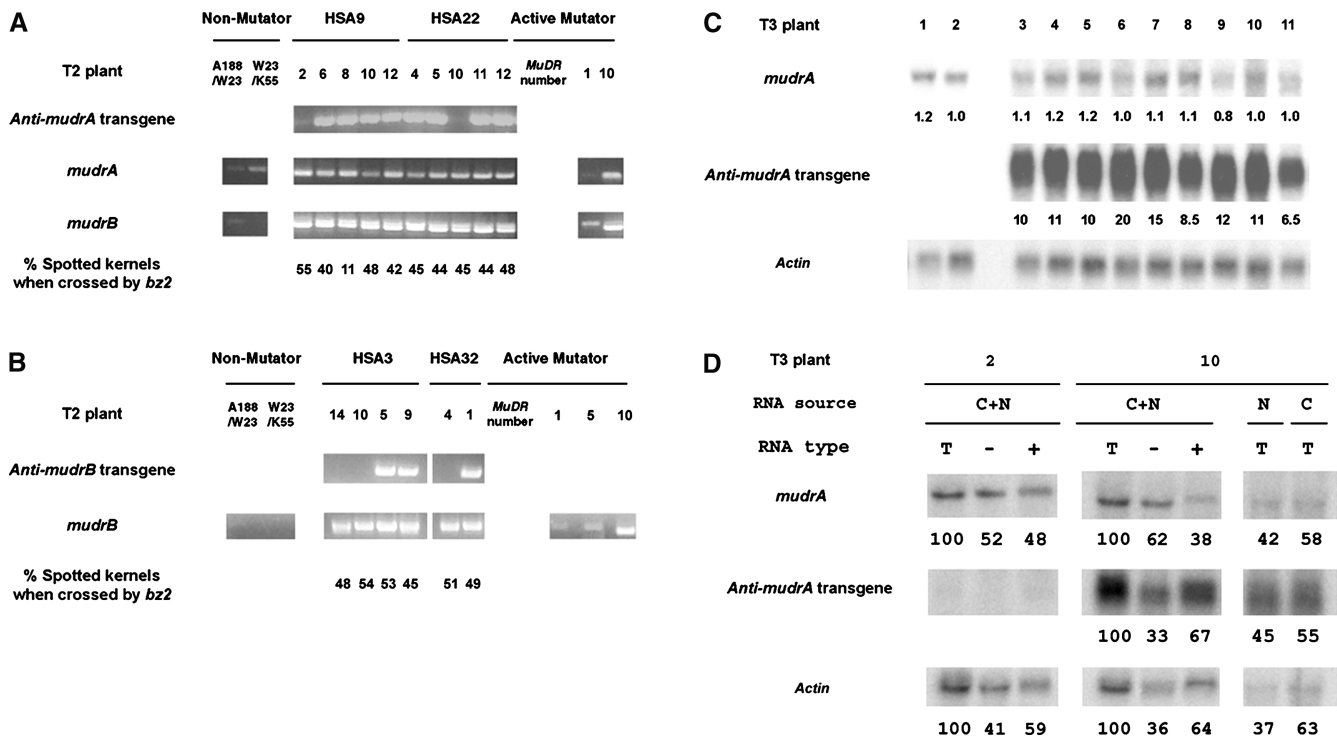 A
Non-Mutator HSA9 HSA22 Active Mutator
T2 plant A188/W23 W23/K55 2 6 8 10 12 4 5 10 11 12 MuDR number 1 10
Anti-mudrA transgene
mudrA
mudrB
% Spotted kernels
when crossed by bz2 55 40 11 48 42 45 44 45 44 48
B
Non-Mutator HSA3 HSA32 Active Mutator
T2 plant A188/W23 W23/K55 14 10 5 9 4 1 MuDR number 1 5 10
Anti-mudrB transgene
mudrB
% Spotted kernels
when crossed by bz2 48 54 53 45 51 49
C
T3 plant 1 2 3 4 5 6 7 8 9 10 11
mudrA
1.2 1.0 1.1 1.2 1.2 1.0 1.1 1.1 0.8 1.0 1.0
Anti-mudrA transgene
10 11 10 20 15 8.5 12 11 6.5
Actin
D
T3 plant 2 10
RNA source C+N C+N N C
RNA type T - + T - + T T
mudrA
100 52 48 100 62 38 42 58
Anti-mudrA transgene
100 33 67 45 55
Actin
100 41 59 100 36 64 37 63